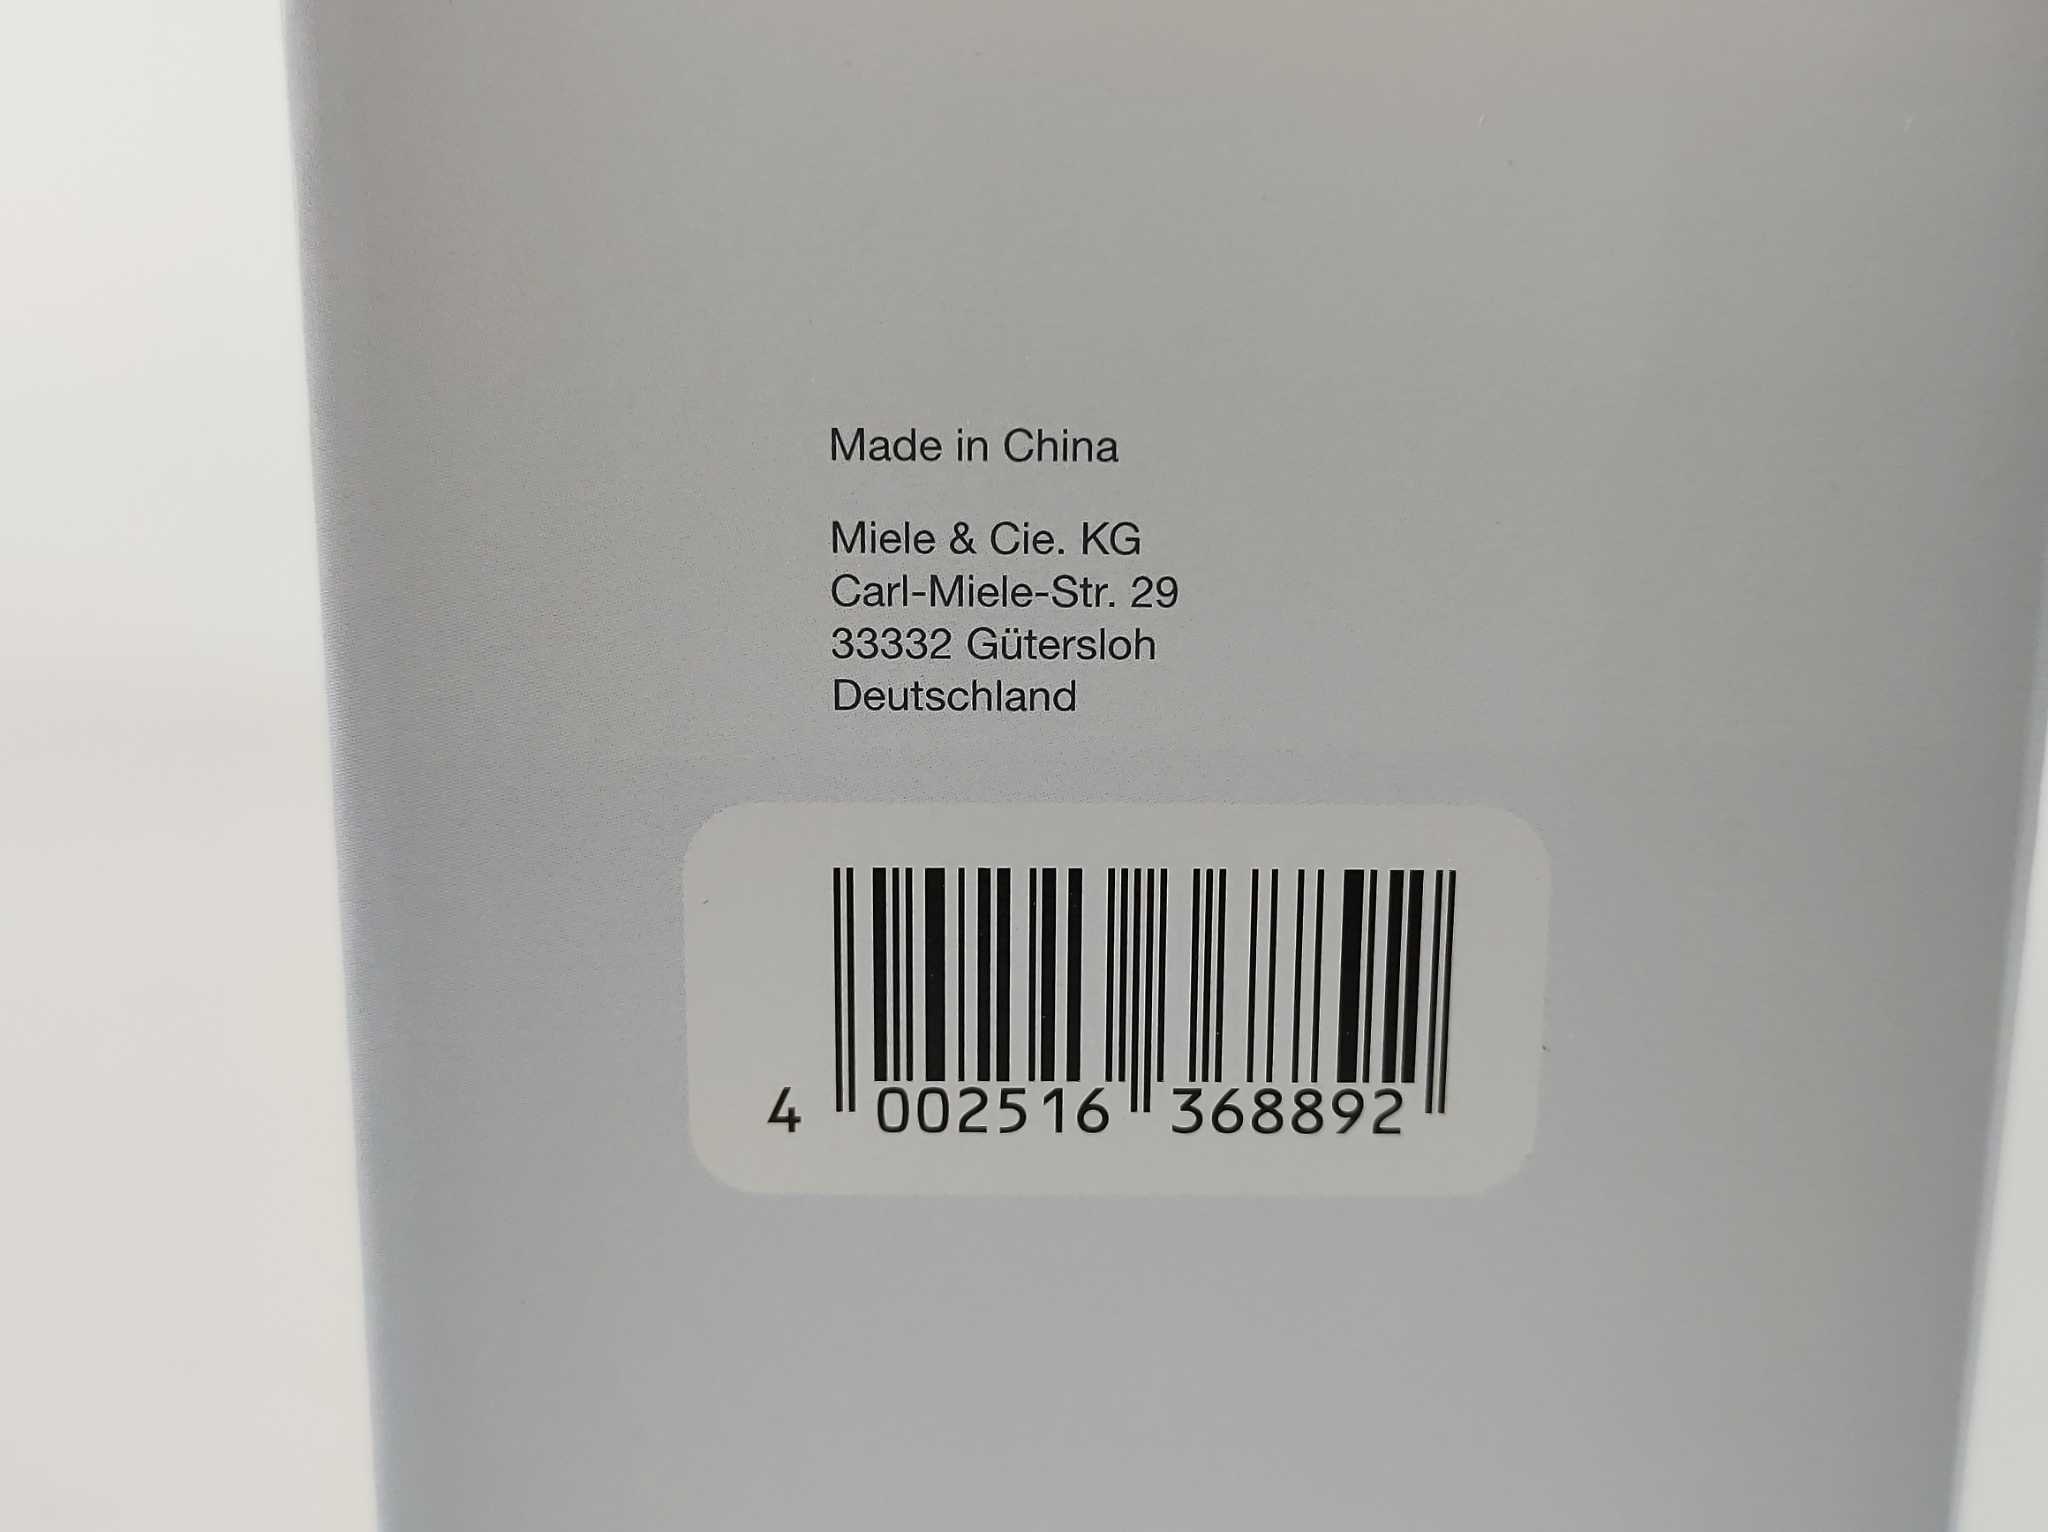 Made in China
Miele & Cie. KG
Carl-Miele-Str. 29
33332 Gütersloh
Deutschland
4 002516 368892